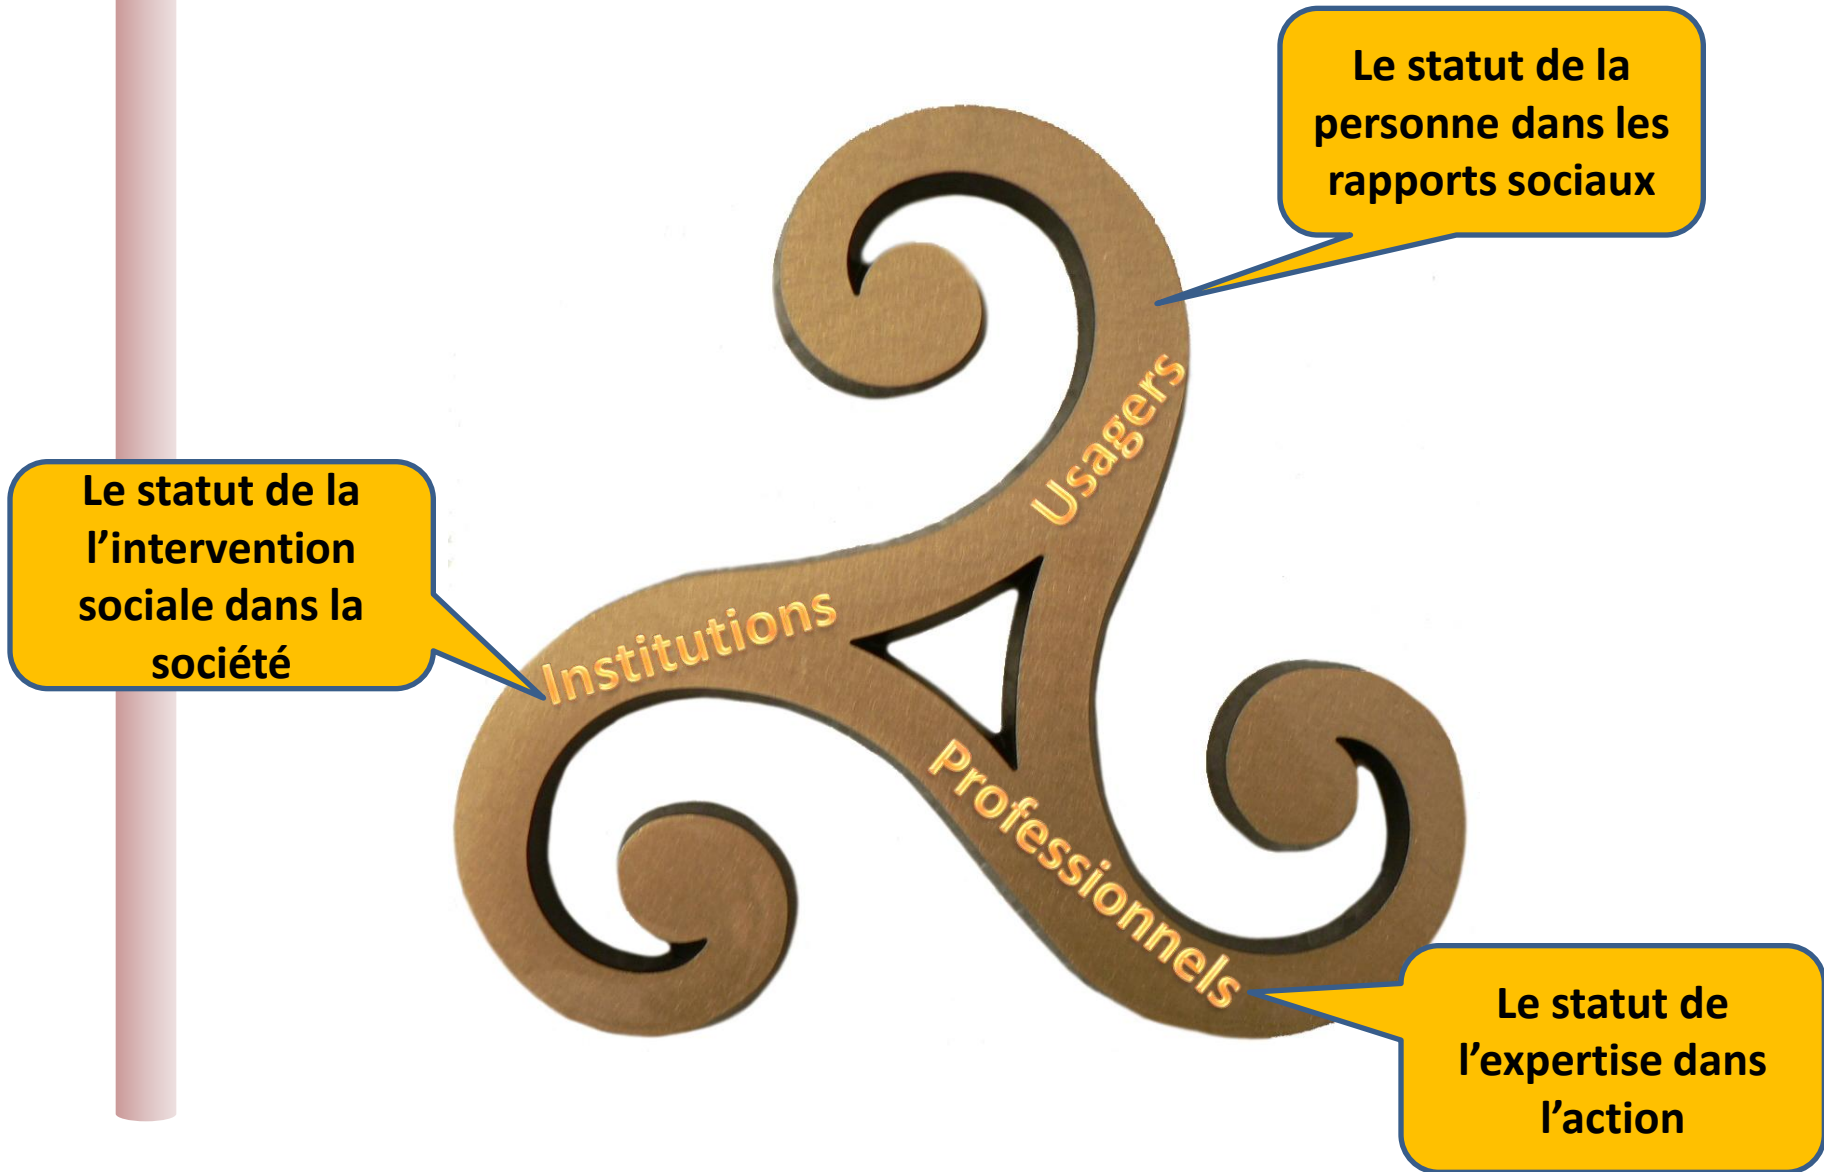 Le statut de la
personne dans les
rapports sociaux
Usagers
Le statut de la
l’intervention
sociale dans la
société
Institutions
Professionnels
Le statut de
l’expertise dans
l’action